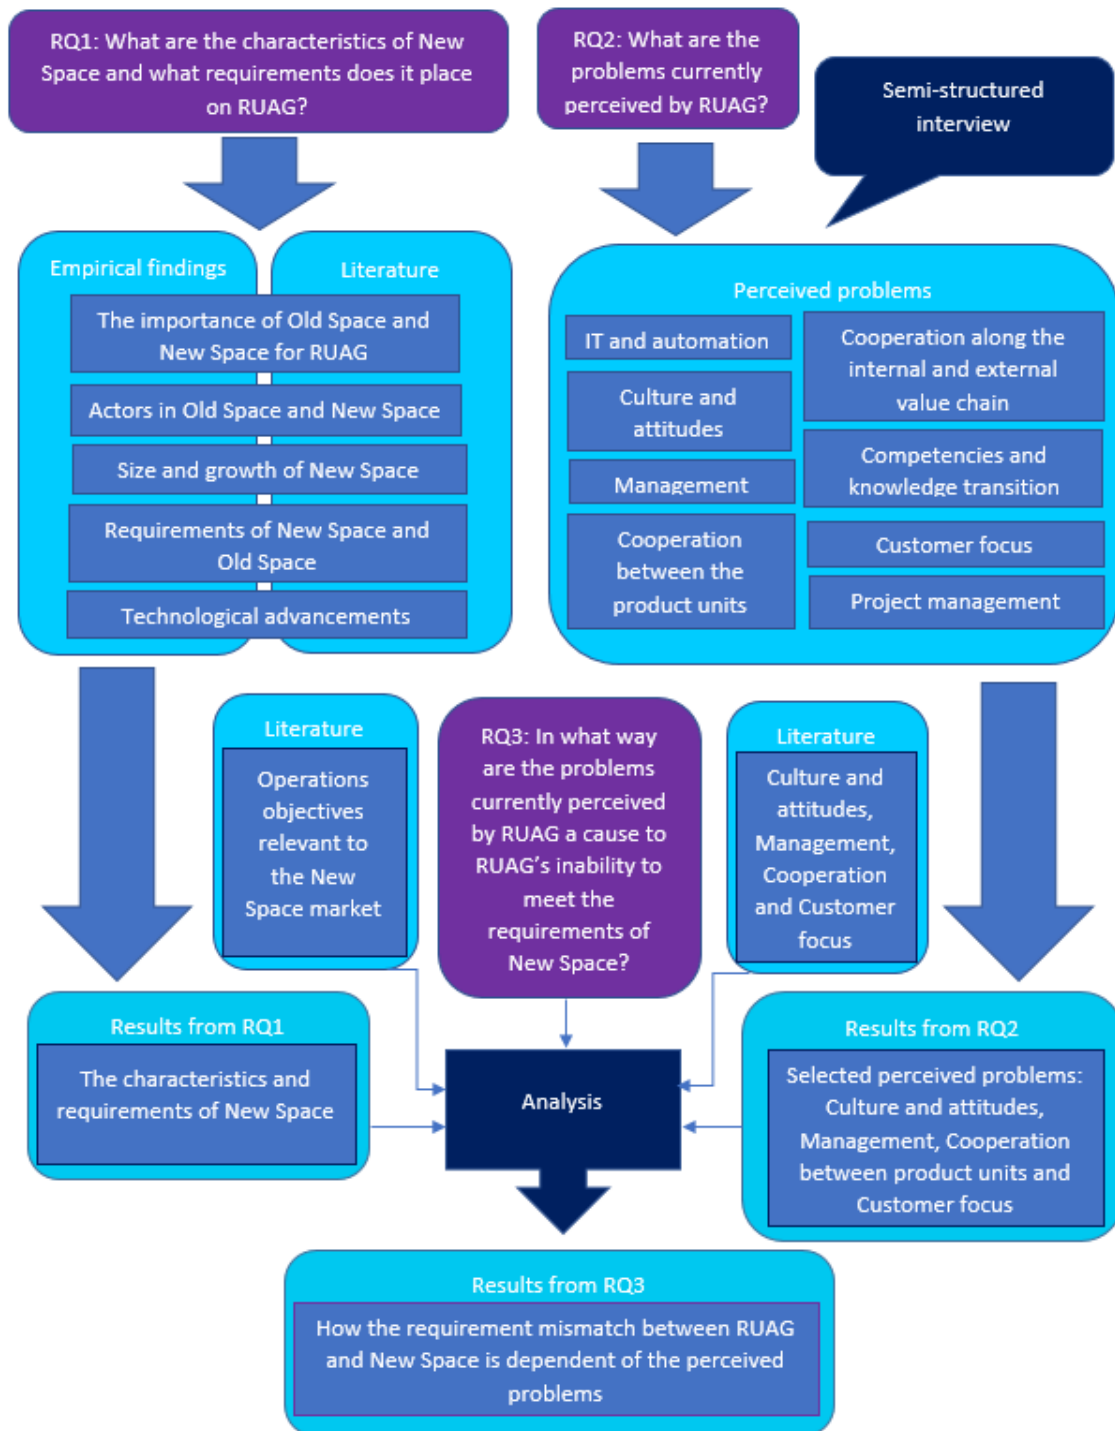 RQ1: What are the characteristics of New
Space and what requirements does it place
on RUAG?
RQ2: What are the
problems currently
perceived by RUAG?
Semi-structured
interview
Empirical findings
Literature
The importance of Old Space and
New Space for RUAG
Actors in Old Space and New Space
Size and growth of New Space
Requirements of New Space and
Old Space
Technological advancements
Perceived problems
IT and automation
Culture and
attitudes
Management
Cooperation
between the
product units
Cooperation along the
internal and external
value chain
Competencies and
knowledge transition
Customer focus
Project management
Literature
Operations
objectives
relevant to
the New
Space market
RQ3: In what way
are the problems
currently perceived
by RUAG a cause to
RUAG’s inability to
meet the
requirements of
New Space?
Literature
Culture and
attitudes,
Management,
Cooperation
and Customer
focus
Results from RQ1
The characteristics and
requirements of New Space
Analysis
Results from RQ2
Selected perceived problems:
Culture and attitudes,
Management, Cooperation
between product units and
Customer focus
Results from RQ3
How the requirement mismatch between RUAG
and New Space is dependent of the perceived
problems